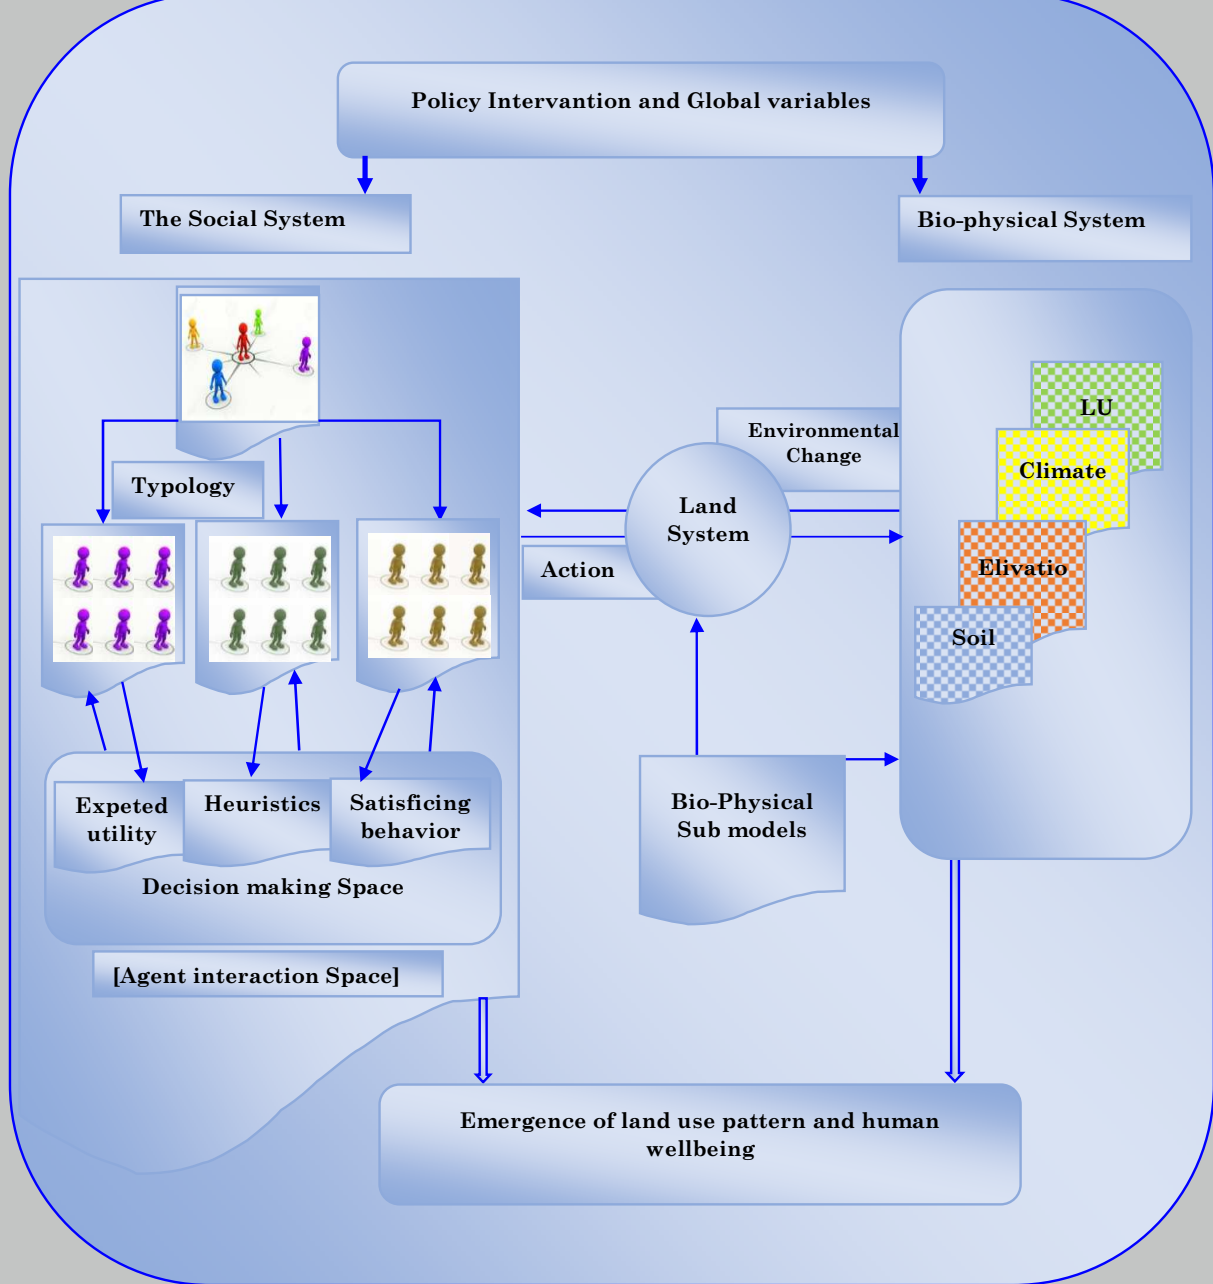 Policy Intervantion and Global variables
The Social System
Bio-physical System
LU
Environmental
Change
Climate
Typology
Land
System
Action
Elivatio
Soil
Expeted
utility
Heuristics
Satisficing
behavior
Bio-Physical
Sub models
Decision making Space
[Agent interaction Space]
Emergence of land use pattern and human
wellbeing